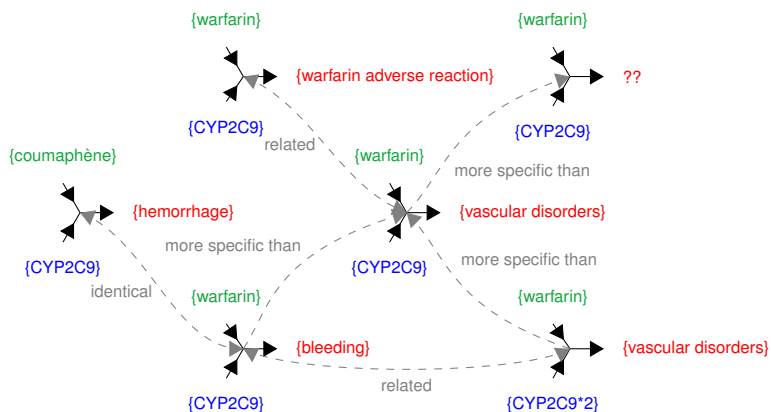 {warfarin}
{warfarin}
{warfarin adverse reaction}
??
{CYP2C9}
{CYP2C9}
related
{coumaphène}
{warfarin}
more specific than
{hemorrhage}
{vascular disorders}
more specific than
more specific than
{CYP2C9}
{CYP2C9}
identical
{warfarin}
{warfarin}
{bleeding}
{vascular disorders}
related
{CYP2C9}
{CYP2C9*2}